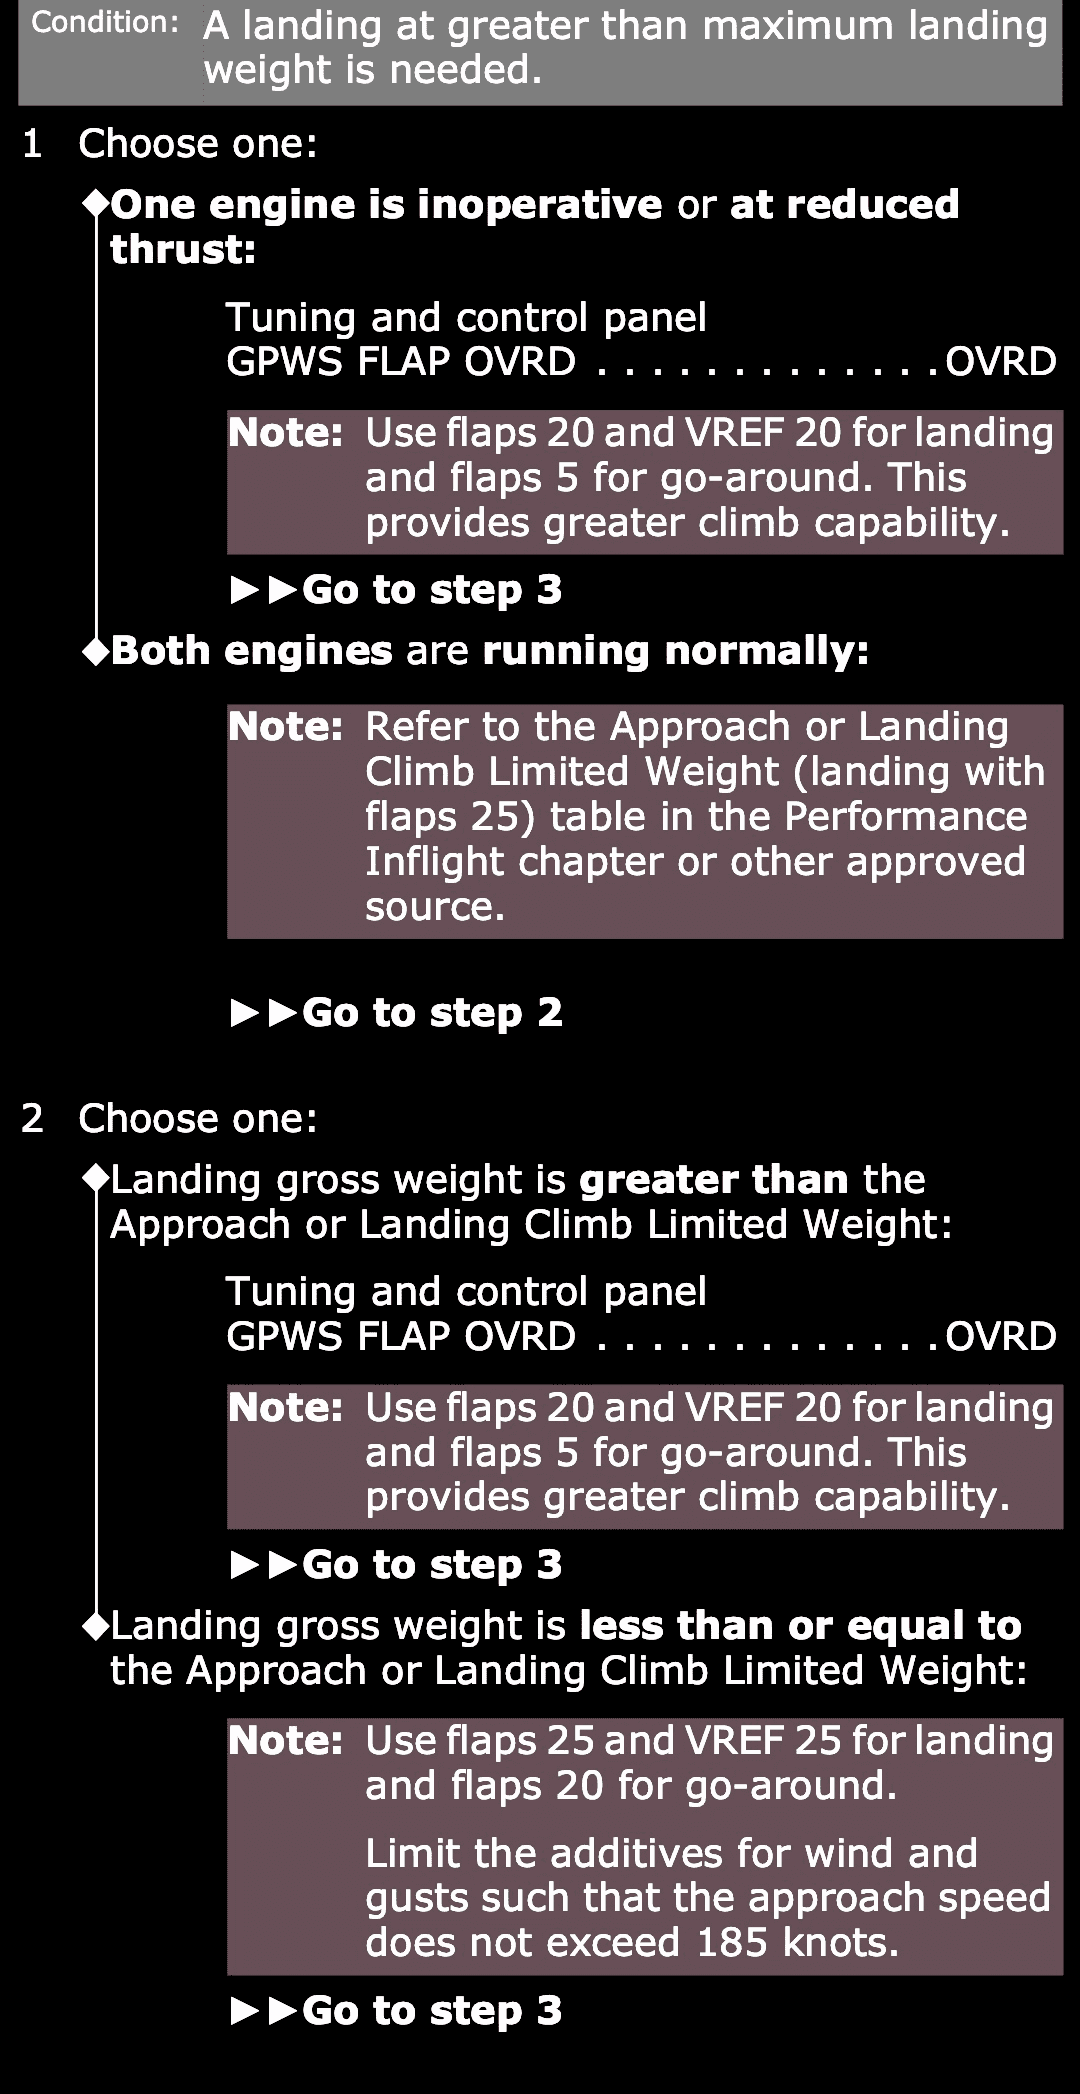 Condition: A landing at greater than maximum landing
weight is needed.
1 Choose one:
◆One engine is inoperative or at reduced
thrust:
Tuning and control panel
GPWS FLAP OVRD . . . . . . . . . . . . . OVRD
Note: Use flaps 20 and VREF 20 for landing
and flaps 5 for go-around. This
provides greater climb capability.
▶▶Go to step 3
◆Both engines are running normally:
Note: Refer to the Approach or Landing
Climb Limited Weight (landing with
flaps 25) table in the Performance
Inflight chapter or other approved
source.
▶▶Go to step 2
2 Choose one:
◆Landing gross weight is greater than the
Approach or Landing Climb Limited Weight:
Tuning and control panel
GPWS FLAP OVRD . . . . . . . . . . . . . OVRD
Note: Use flaps 20 and VREF 20 for landing
and flaps 5 for go-around. This
provides greater climb capability.
▶▶Go to step 3
◆Landing gross weight is less than or equal to
the Approach or Landing Climb Limited Weight:
Note: Use flaps 25 and VREF 25 for landing
and flaps 20 for go-around.
Limit the additives for wind and
gusts such that the approach speed
does not exceed 185 knots.
▶▶Go to step 3